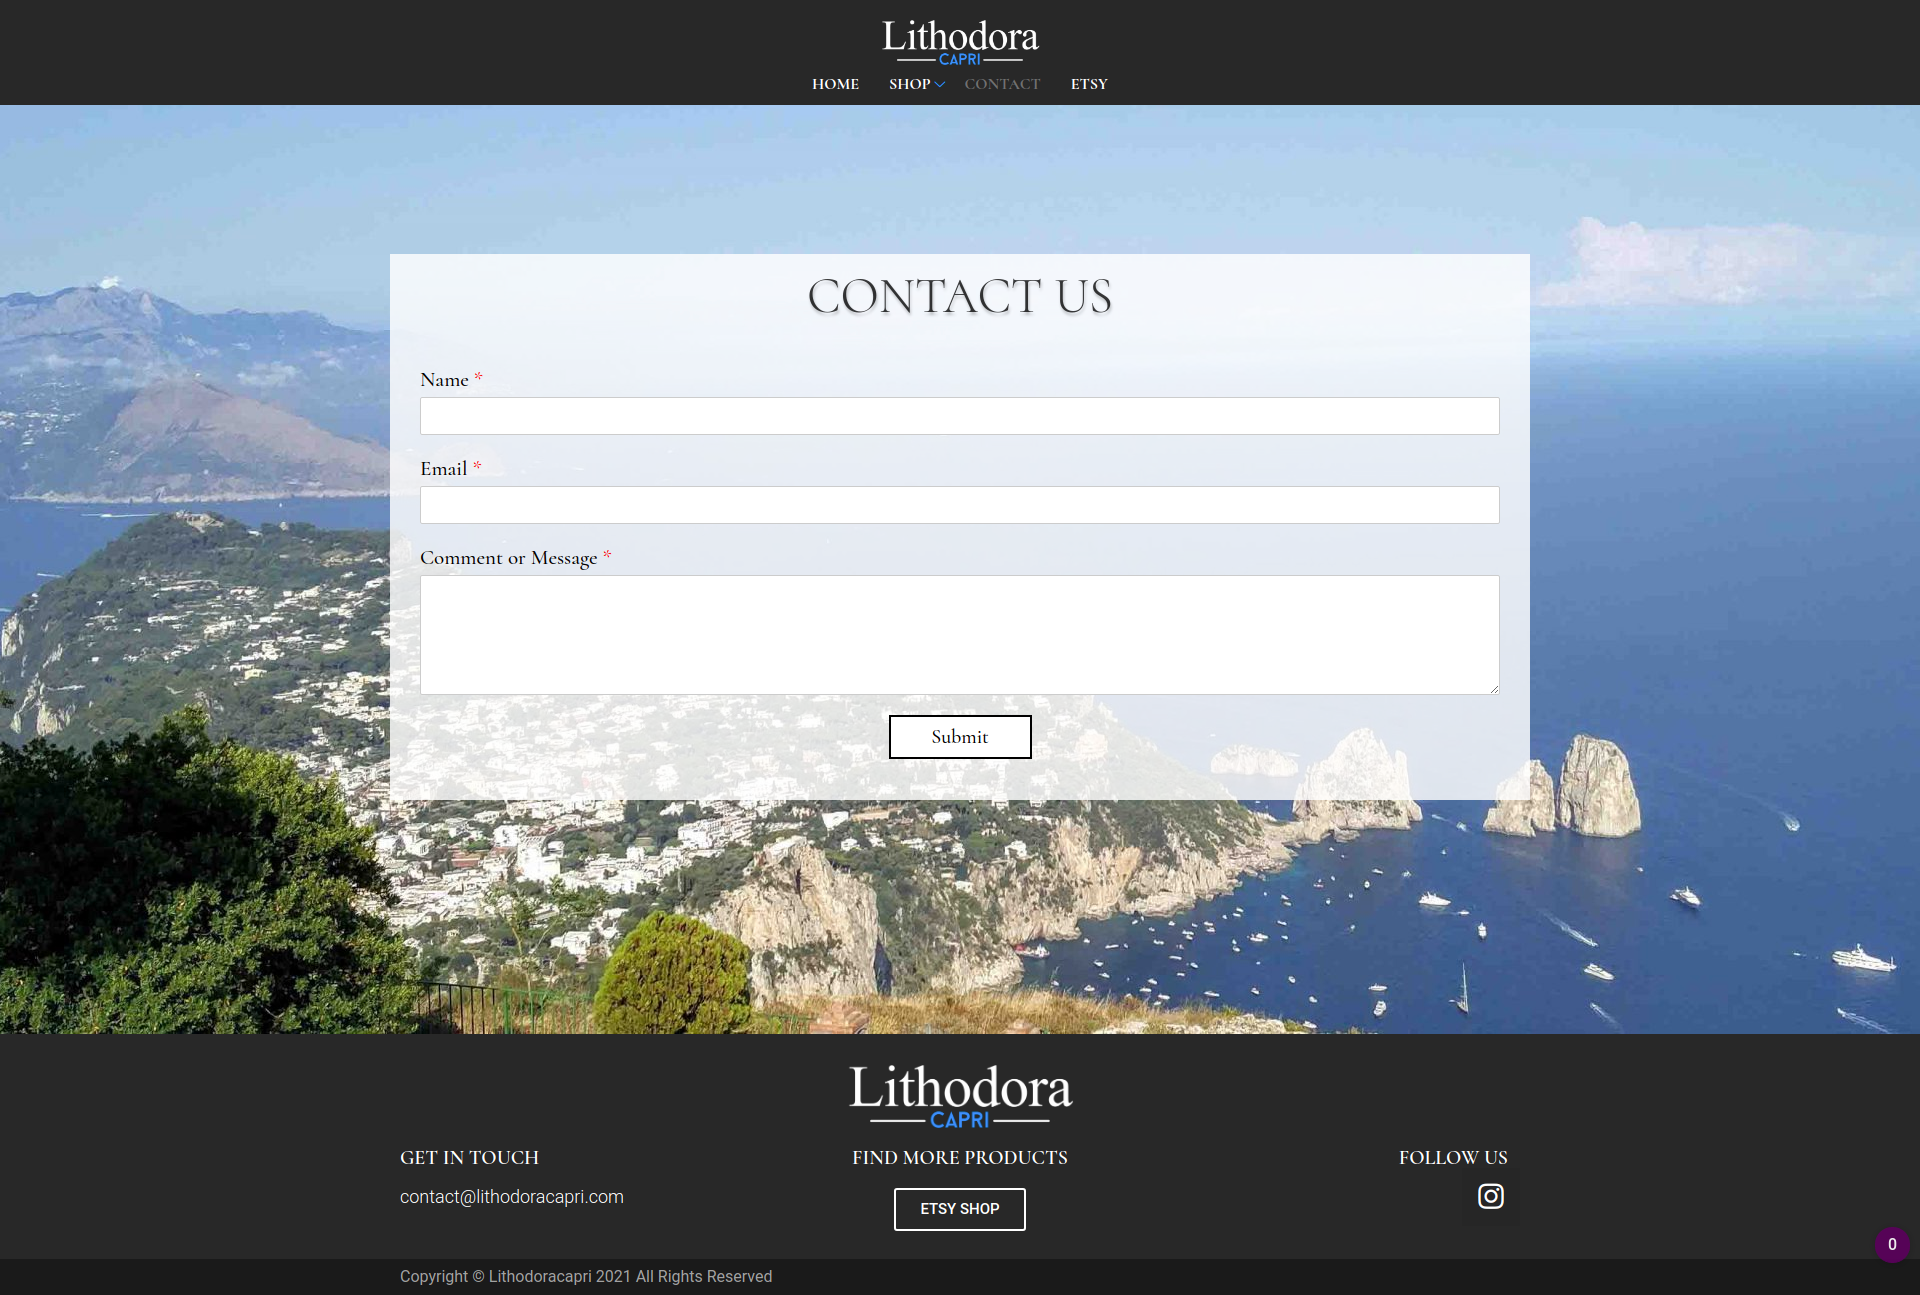 Lithodora
CAPRI
HOME SHOP CONTACT ETSY
CONTACT US
Name *
Email *
Comment or Message *
Submit
Lithodora
CAPRI
GET IN TOUCH
contact@lithodoracapri.com
FIND MORE PRODUCTS
ETSY SHOP
FOLLOW US
0
Copyright © Lithodoracapri 2021 All Rights Reserved